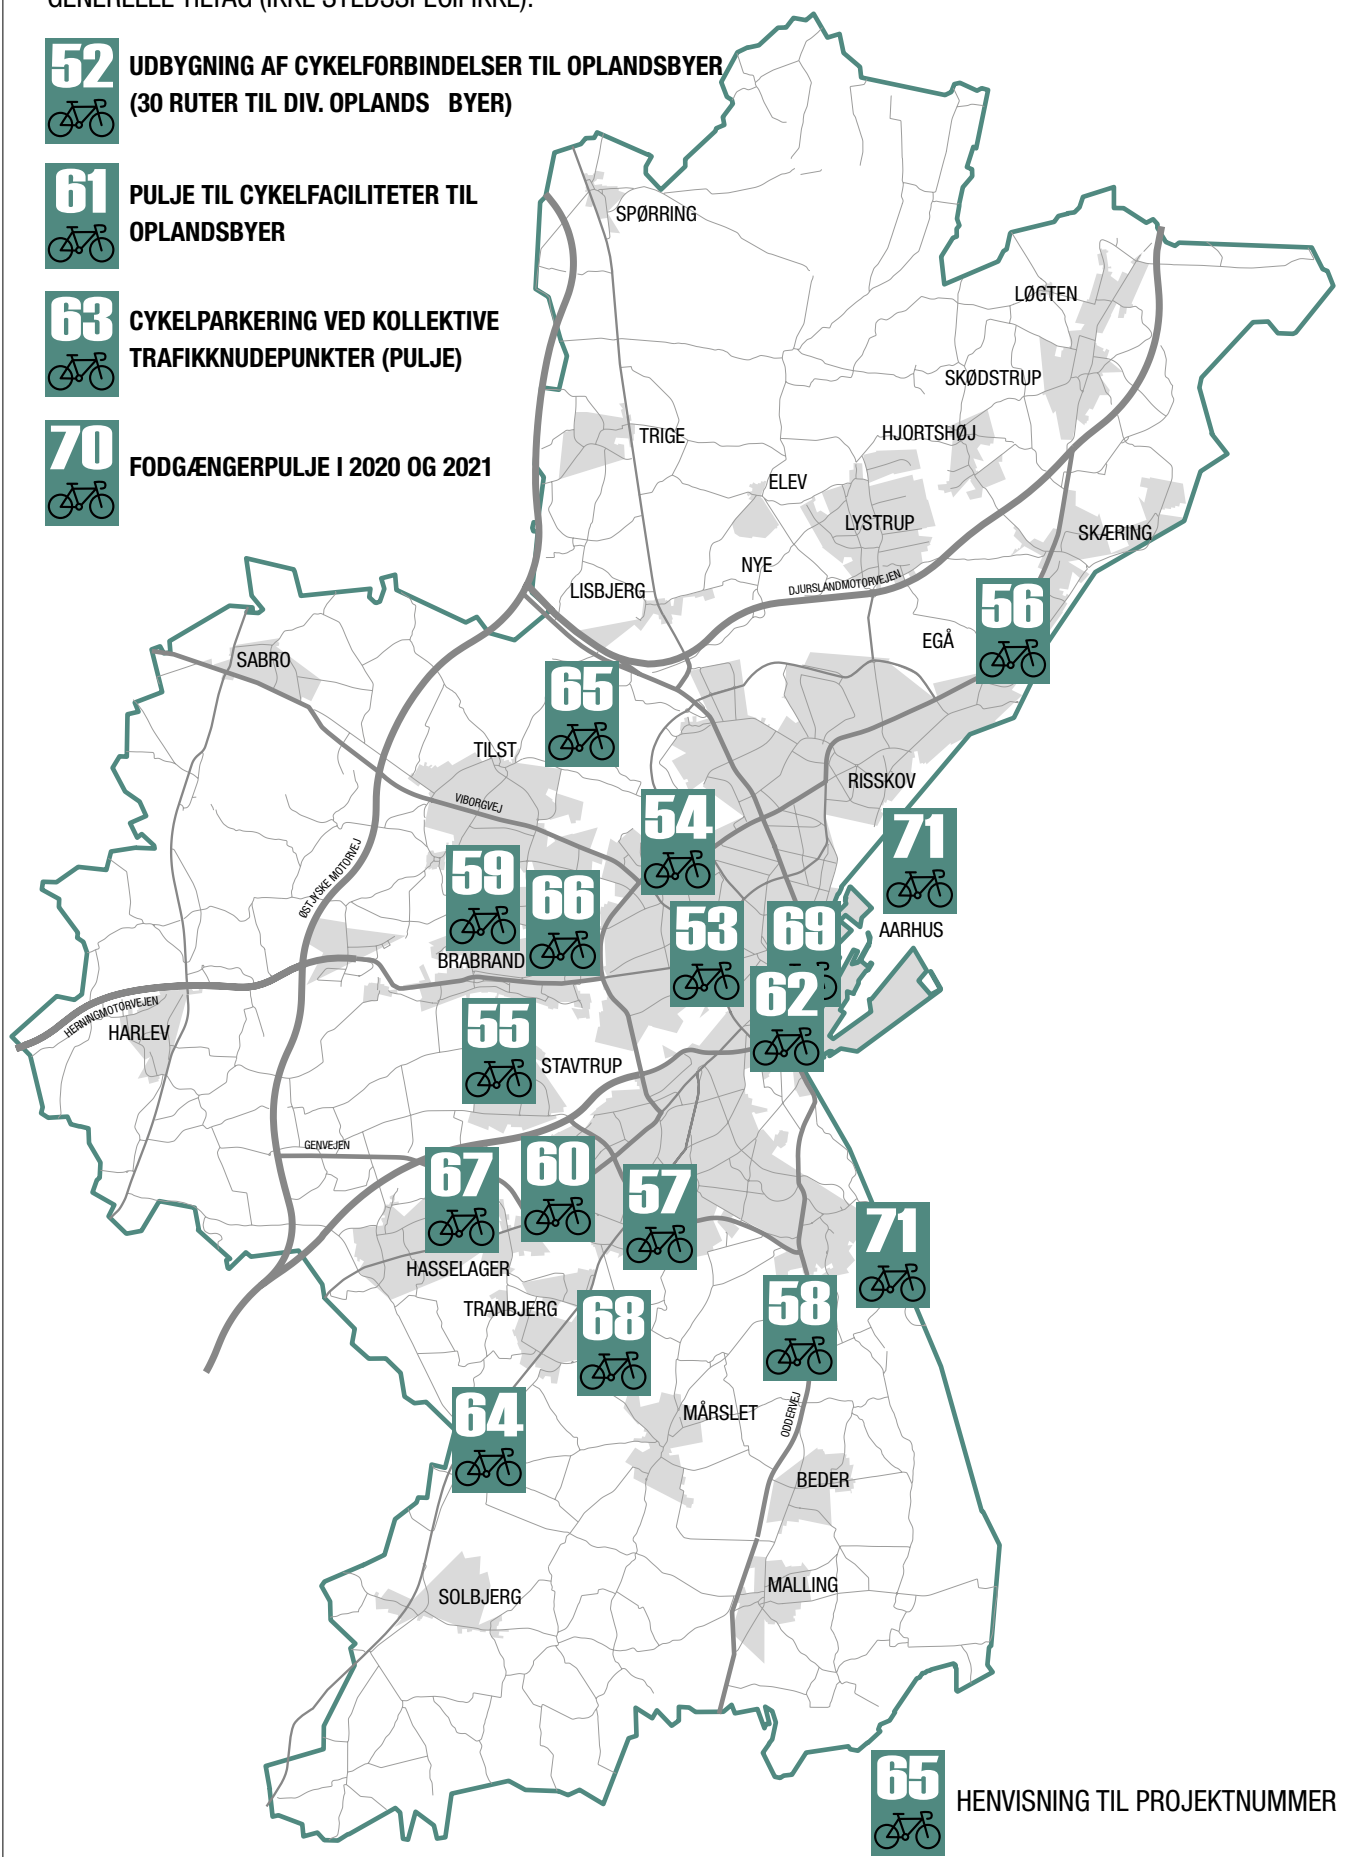 GENERELLE TILTAG (IKKE STEDSSPECIFIKKE):
52
UDBYGNING AF CYKELFORBINDELSER TIL OPLANDSBYER
(30 RUTER TIL DIV. OPLANDS BYER)
61
PULJE TIL CYKELFACILITETER TIL
OPLANDSBYER
63
CYKELPARKERING VED KOLLEKTIVE
TRAFIKKNUDEPUNKTER (PULJE)
70
FODGÆNGERPULJE I 2020 OG 2021
SPØRRING
LØGTEN
SKØDSTRUP
TRIGE
HJORTSHØJ
ELEV
LYSTRUP
SKÆRING
NYE
DJURSLANDMOTORVEJEN
LISBJERG
56
EGÅ
SABRO
65
TILST
RISSKOV
VIBORGVEJ
54
71
ØSTJYSKE MOTORVEJ
59
66
53
69
AARHUS
BRABRAND
62
HERNINGMOTORVEJEN
HARLEV
55
STAVTRUP
GENVEJEN
67
60
57
71
HASSELAGER
TRANBJERG
68
58
64
MÅRSLET
ODDERVEJ
BEDER
SOLBJERG
MALLING
65
HENVISNING TIL PROJEKTNUMMER